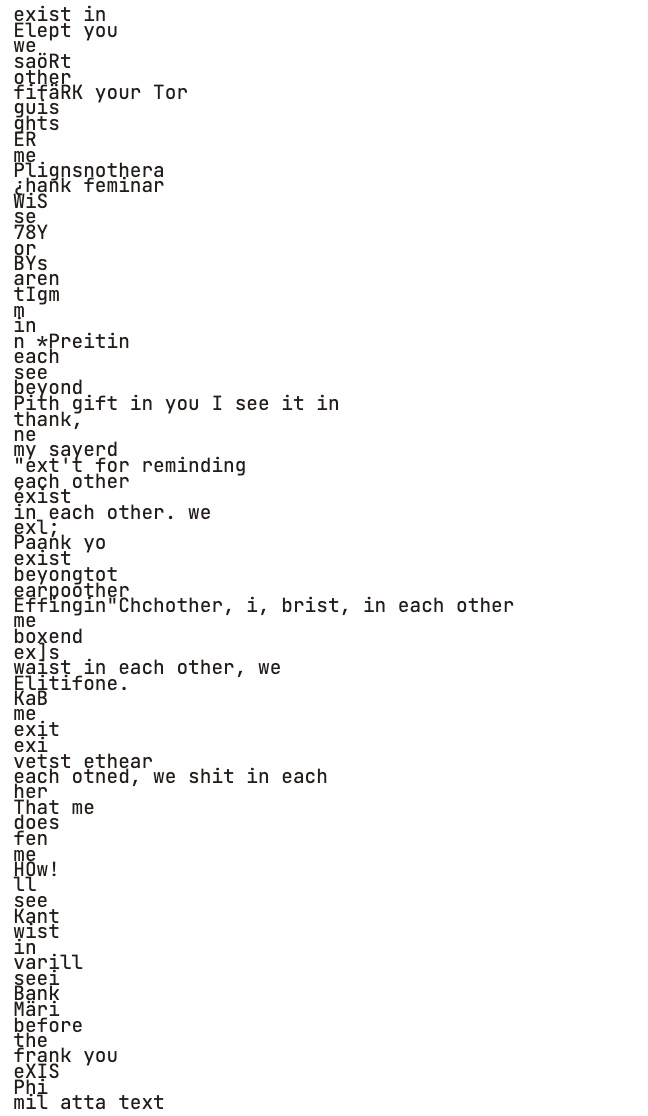 exist in
Elept you
we
saöRt
other
fifäRK your Tor
guis
ghts
ER
me
Plignsnothera
¿hank feminar
WiS
se
78Y
or
BYs
aren
tIgm
m
in
n *Preitin
each
see
beyond
Pith gift in you I see it in
thank,
ne
my sayerd
"ext't for reminding
each other
éxist
in each other. we
exl;
Paank yo
exist
beyongtot
earpoother
Effingin"Chchother, i, brist, in each other
me
boxend
ex]s
waist in each other, we
Elitifone.
KaB
me
exit
exi
vetst ethear
each otned, we shit in each
her
That me
does
fen
me
HOw!
ll
see
Kant
wist
in
varill
seei
Bank
Märi
before
the
frank you
eXIS
Phi
mil atta text